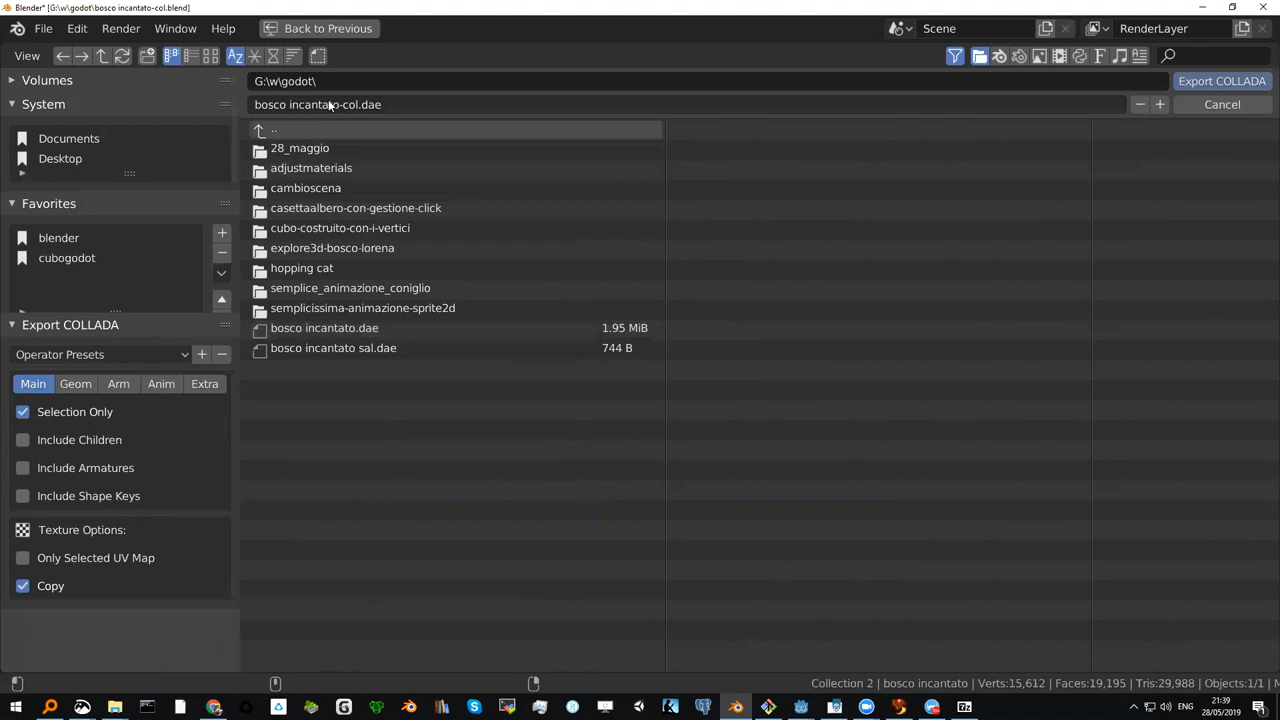 Blender* [G:\w\godot\bosco incantato-col.blend]
File Edit Render Window Help Back to Previous Scene RenderLayer
View
Volumes
System
Documents
Desktop
Favorites
blender
cubogodot
Export COLLADA
Operator Presets
Main Geom Arm Anim Extra
Selection Only
Include Children
Include Armatures
Include Shape Keys
Texture Options:
Only Selected UV Map
Copy
G:\w\godot\ Export COLLADA
bosco incantato-col.dae Cancel
..
28_maggio
adjustmaterials
cambioscena
casettaalbero-con-gestione-click
cubo-costruito-con-i-vertici
explore3d-bosco-lorena
hopping cat
semplice_animazione_coniglio
semplicissima-animazione-sprite2d
bosco incantato.dae 1.95 MiB
bosco incantato sal.dae 744 B
Collection 2 | bosco incantato | Verts:15,612 | Faces:19,195 | Tris:29,988 | Objects:1/1 |
ENG 21:39
28/05/2019